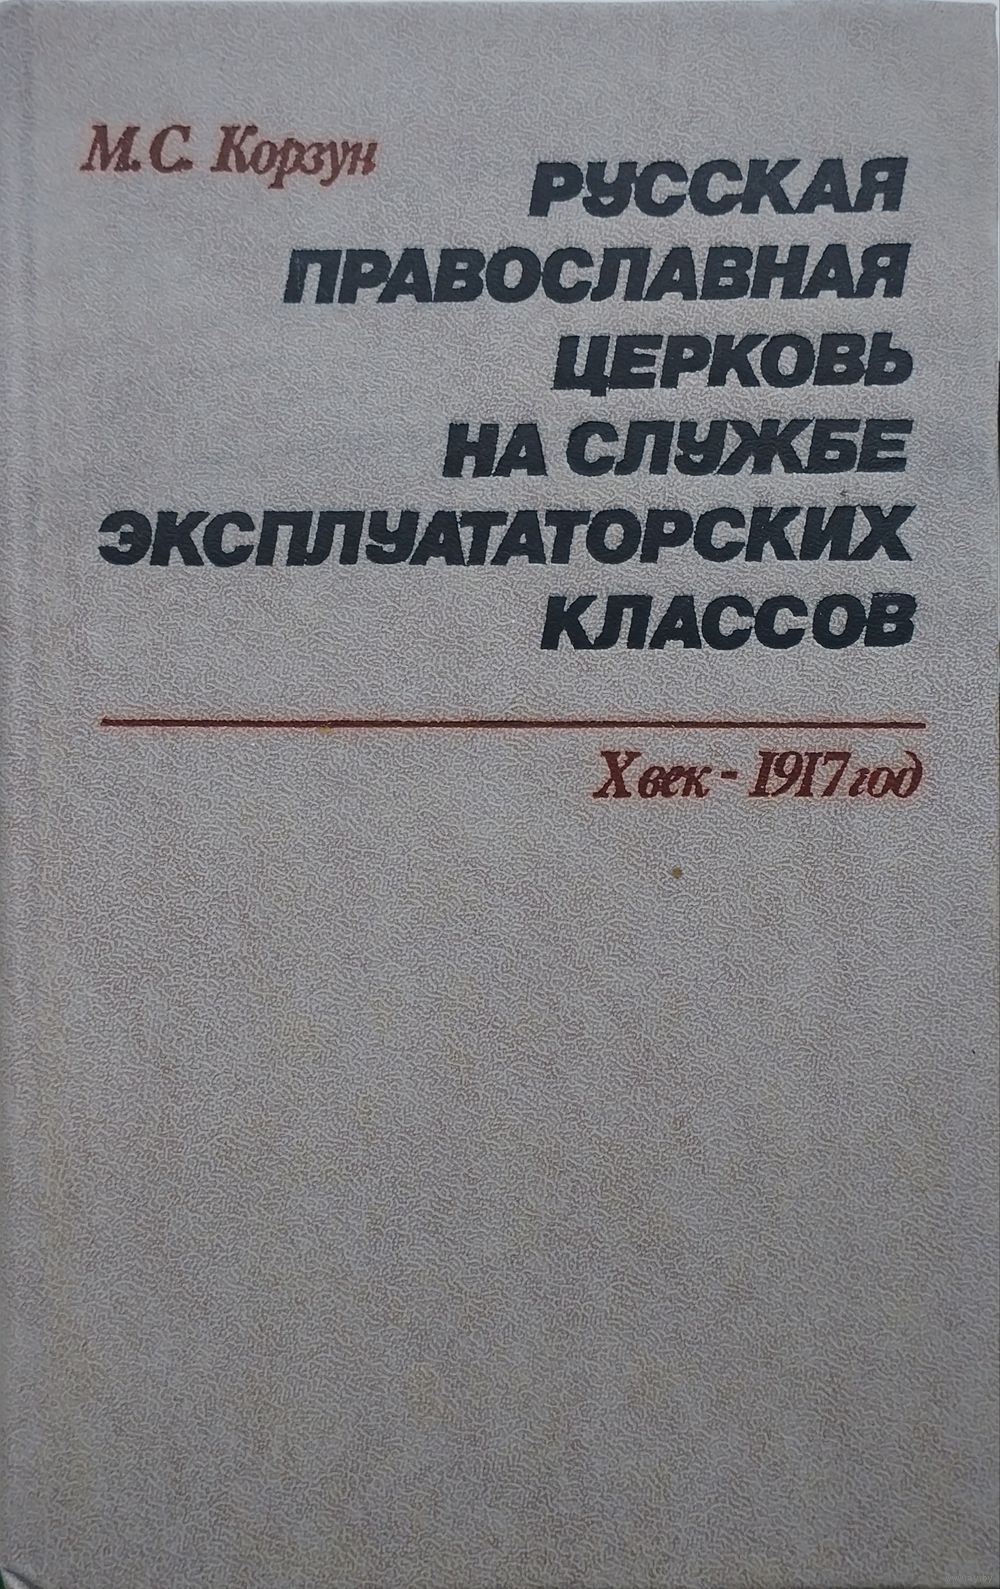 М.С. Корзун
РУССКАЯ
ПРАВОСЛАВНАЯ
ЦЕРКОВЬ
НА СЛУЖБЕ
ЭКСПЛУАТАТОРСКИХ
КЛАССОВ
X век - 1917 год